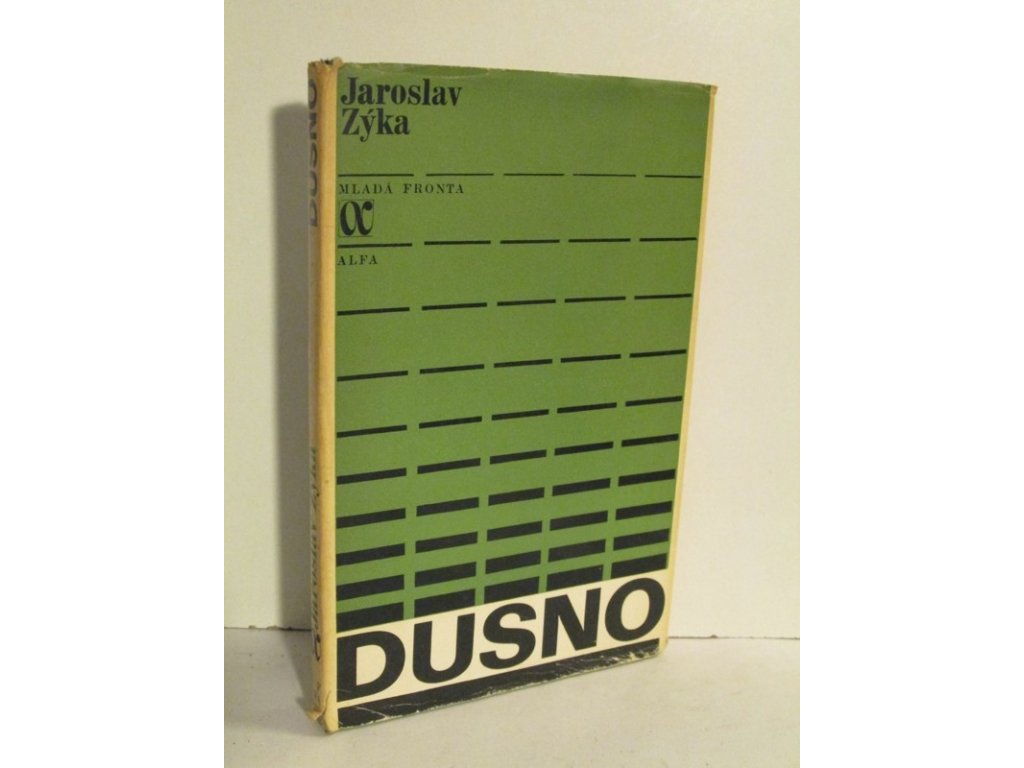 Jaroslav
Zýka
MLADÁ FRONTA
α
ALFA
DUSNO
DUSNO